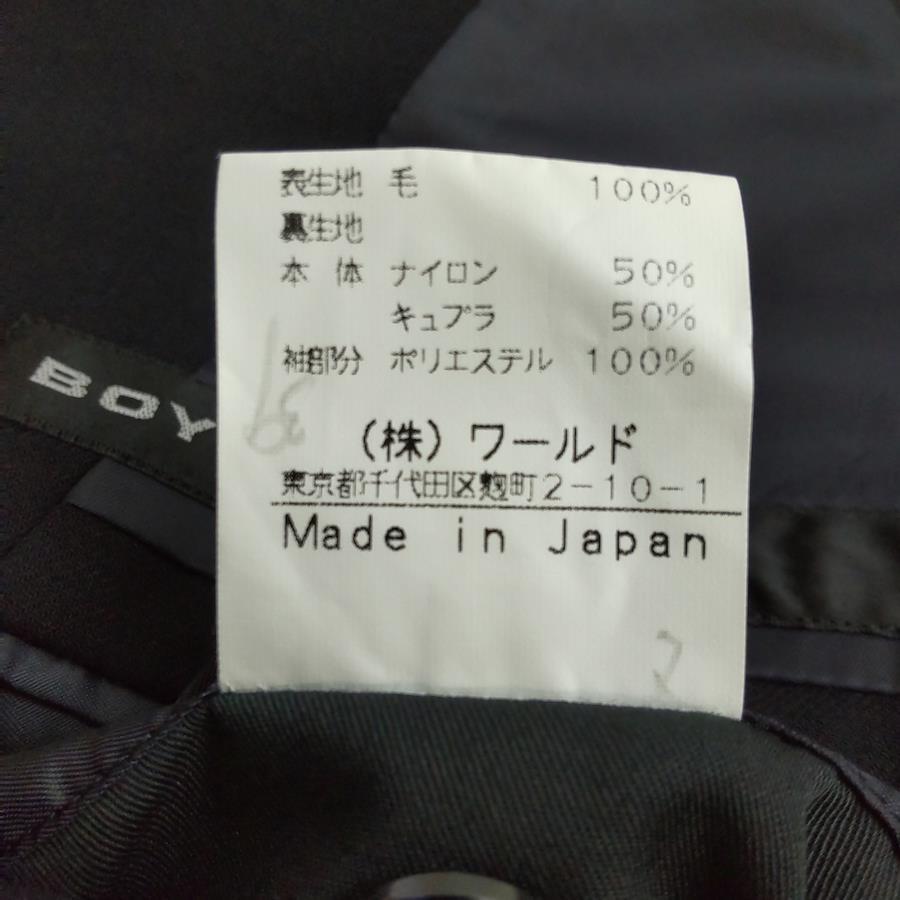 表生地 毛 100%
裏生地
本 体 ナイロン 50%
キュプラ 50%
袖部分 ポリエステル 100%
(株)ワールド
東京都千代田区麹町2-10-1
Made in Japan
BOY